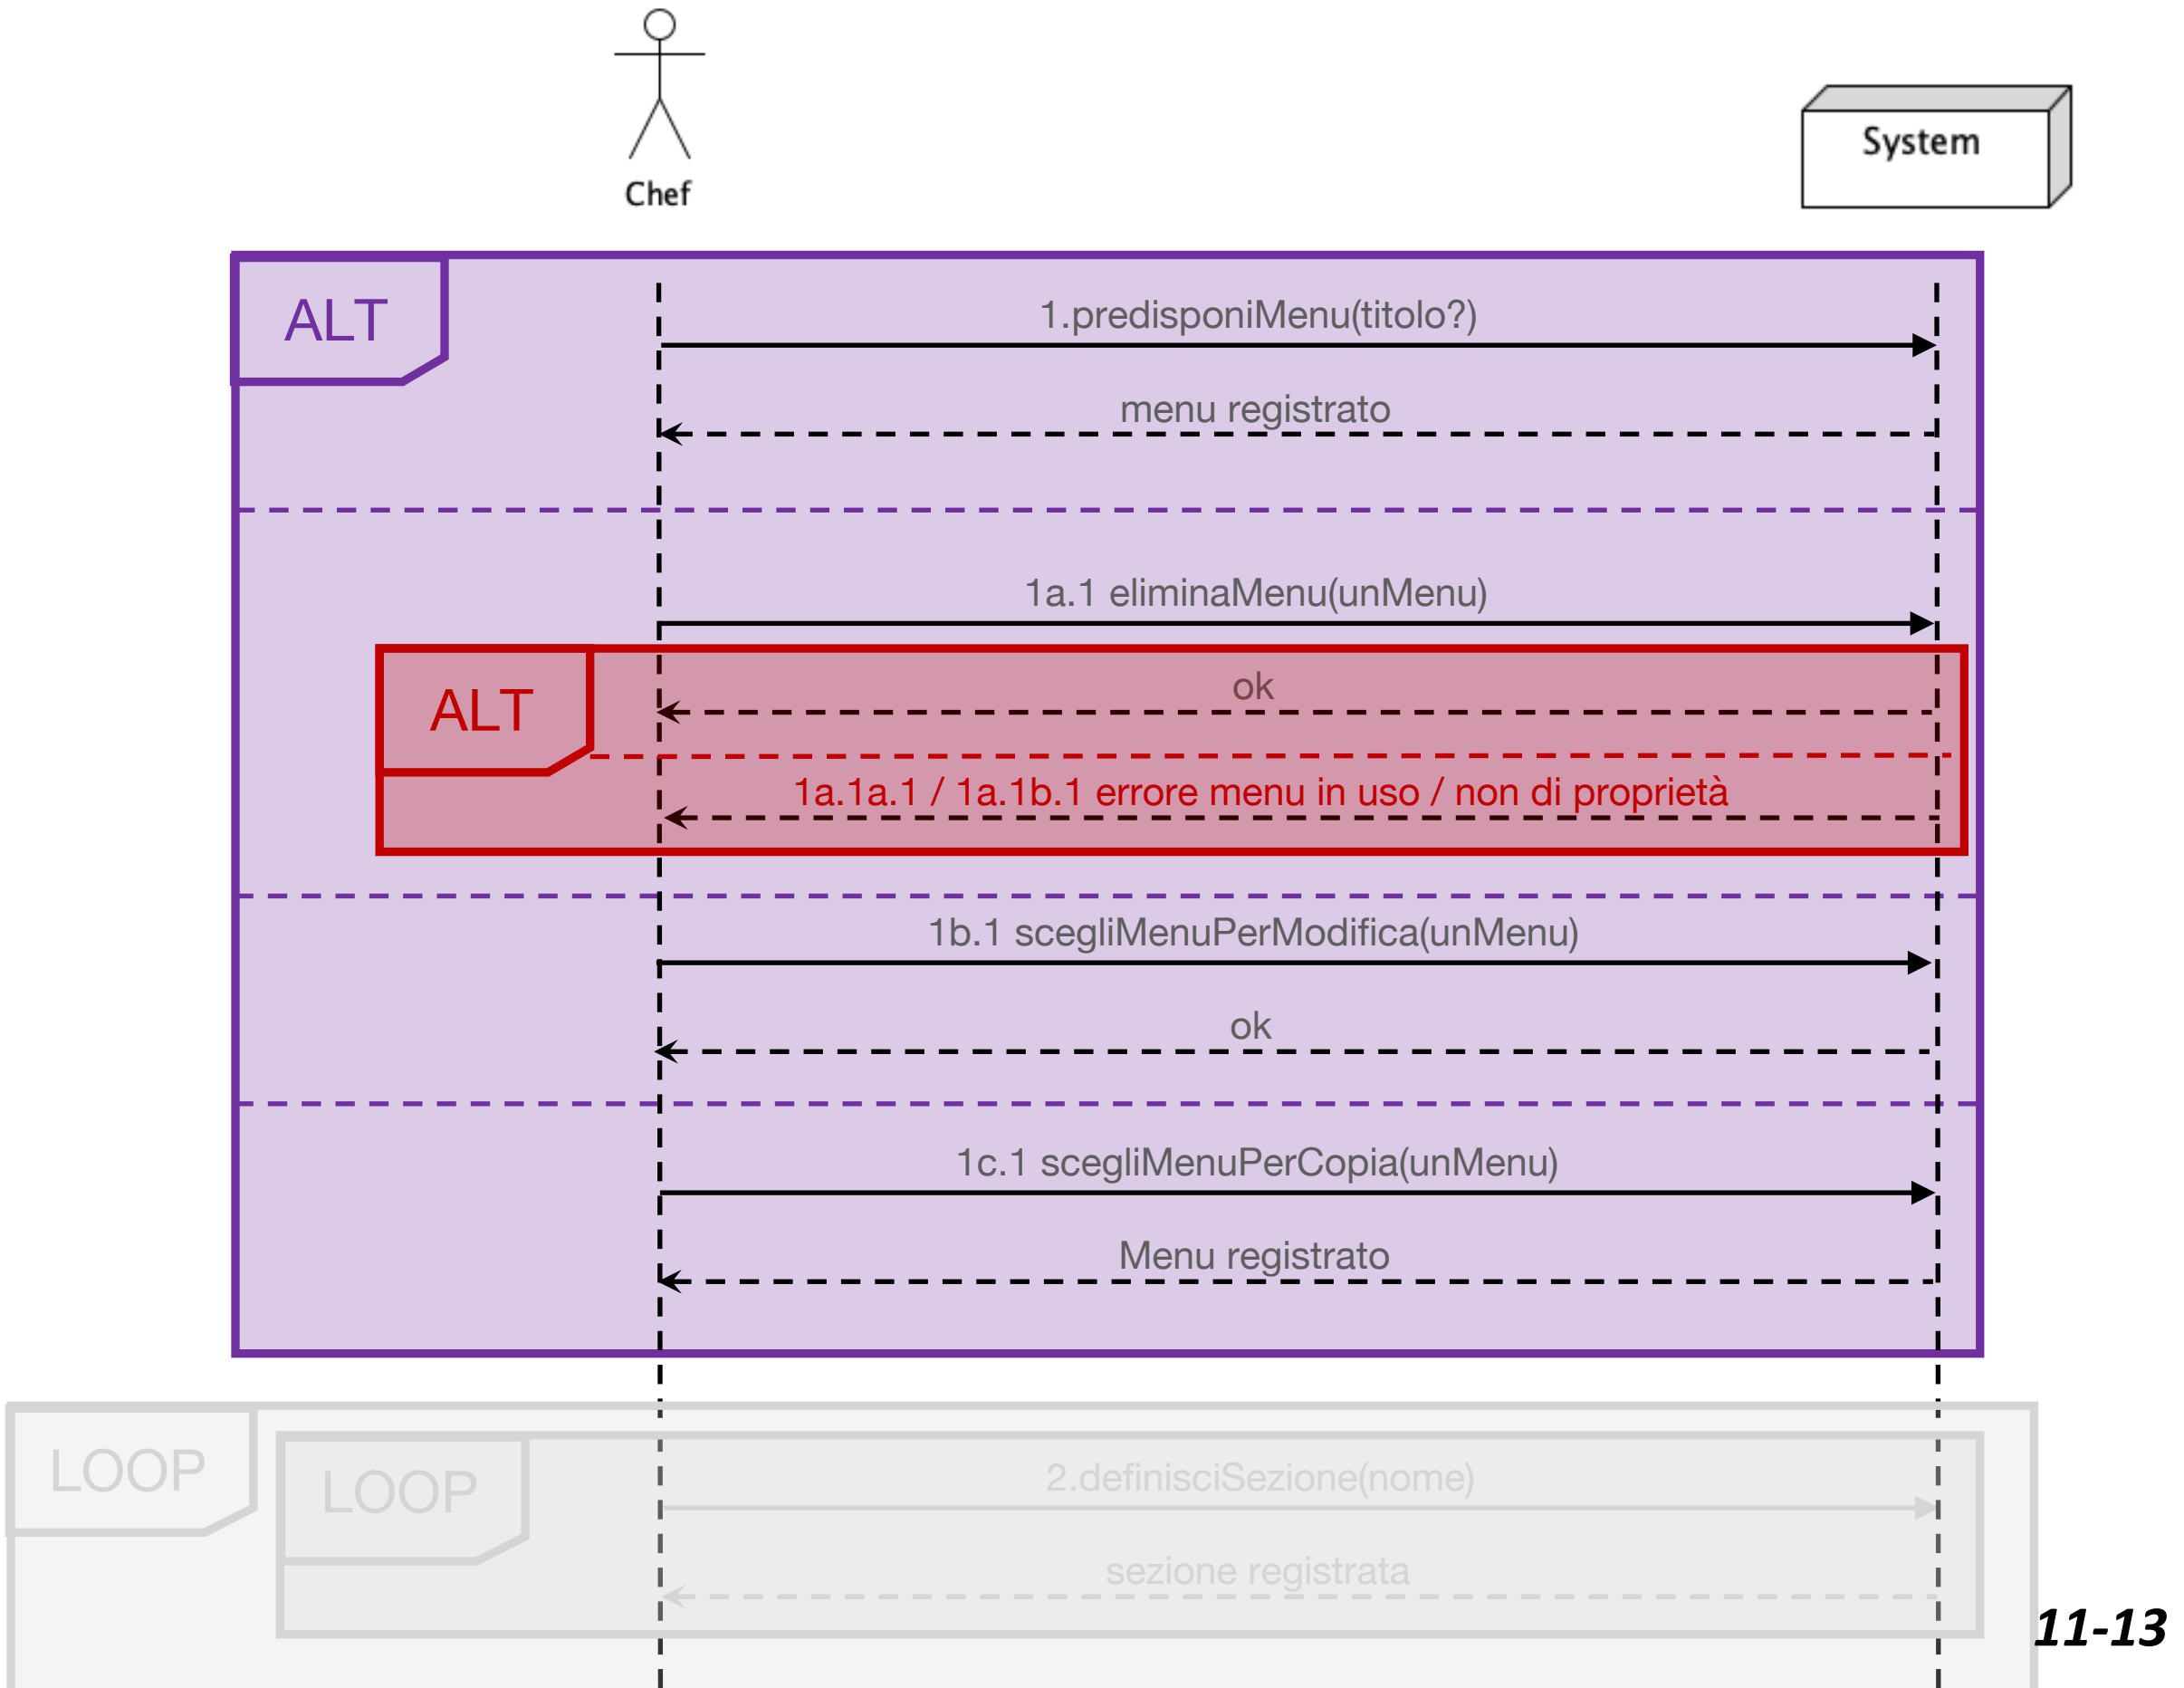 Chef
System
ALT
1.predisponiMenu(titolo?)
menu registrato
1a.1 eliminaMenu(unMenu)
ALT
ok
1a.1a.1 / 1a.1b.1 errore menu in uso / non di proprietà
1b.1 scegliMenuPerModifica(unMenu)
ok
1c.1 scegliMenuPerCopia(unMenu)
Menu registrato
LOOP
LOOP
2.definisciSezione(nome)
sezione registrata
11-13